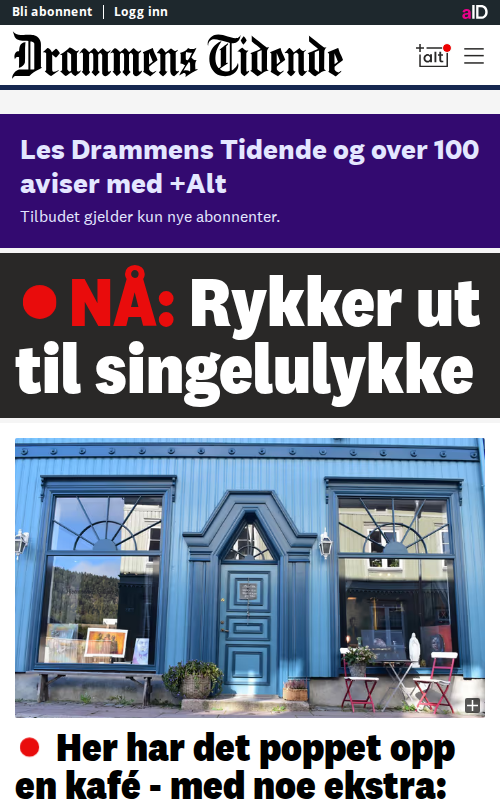 Bli abonnent | Logg inn
aID
Drammens Tidende
+alt
Les Drammens Tidende og over 100
aviser med +Alt
Tilbudet gjelder kun nye abonnenter.
NÅ: Rykker ut
til singelulykke
Her har det poppet opp
en kafé - med noe ekstra: